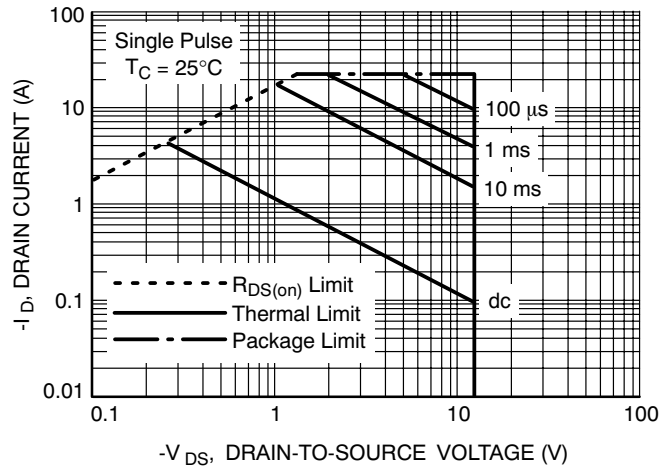 100
Single Pulse
T_C = 25°C
10
100 μs
1 ms
10 ms
1
dc
0.1
R_DS(on) Limit
Thermal Limit
Package Limit
0.01
0.1
1
10
100
-I_D, DRAIN CURRENT (A)
-V_DS, DRAIN-TO-SOURCE VOLTAGE (V)